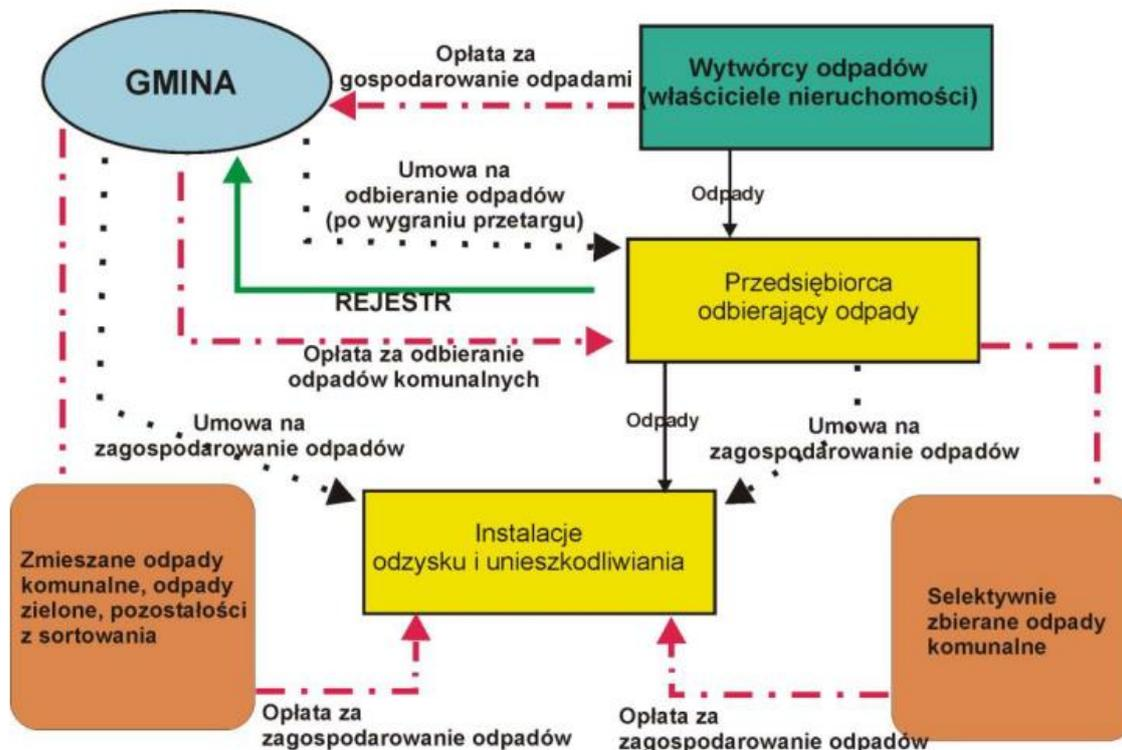 GMINA
Opłata za
gospodarowanie odpadami
Wytwórcy odpadów
(właściciele nieruchomości)
Odpady
Umowa na
odbieranie odpadów
(po wygraniu przetargu)
Przedsiębiorca
odbierający odpady
REJESTR
Opłata za odbieranie
odpadów komunalnych
Umowa na
zagospodarowanie odpadów
Odpady
Umowa na
zagospodarowanie odpadów
Instalacje
odzysku i unieszkodliwiania
Zmieszane odpady
komunalne, odpady
zielone, pozostałości
z sortowania
Selektywnie
zbierane odpady
komunalne
Opłata za
zagospodarowanie odpadów
Opłata za
zagospodarowanie odpadów